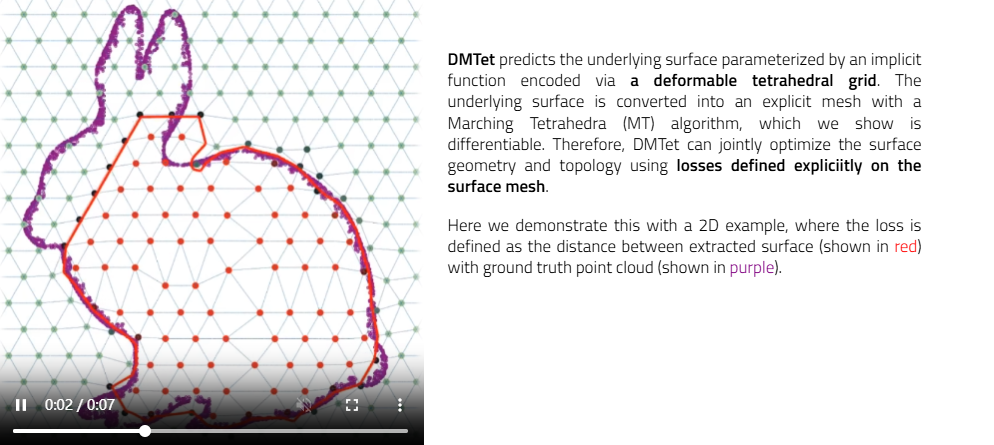 DMTet predicts the underlying surface parameterized by an implicit
function encoded via a deformable tetrahedral grid. The
underlying surface is converted into an explicit mesh with a
Marching Tetrahedra (MT) algorithm, which we show is
differentiable. Therefore, DMTet can jointly optimize the surface
geometry and topology using losses defined expliciitly on the
surface mesh.
Here we demonstrate this with a 2D example, where the loss is
defined as the distance between extracted surface (shown in red)
with ground truth point cloud (shown in purple).
0:02 / 0:07